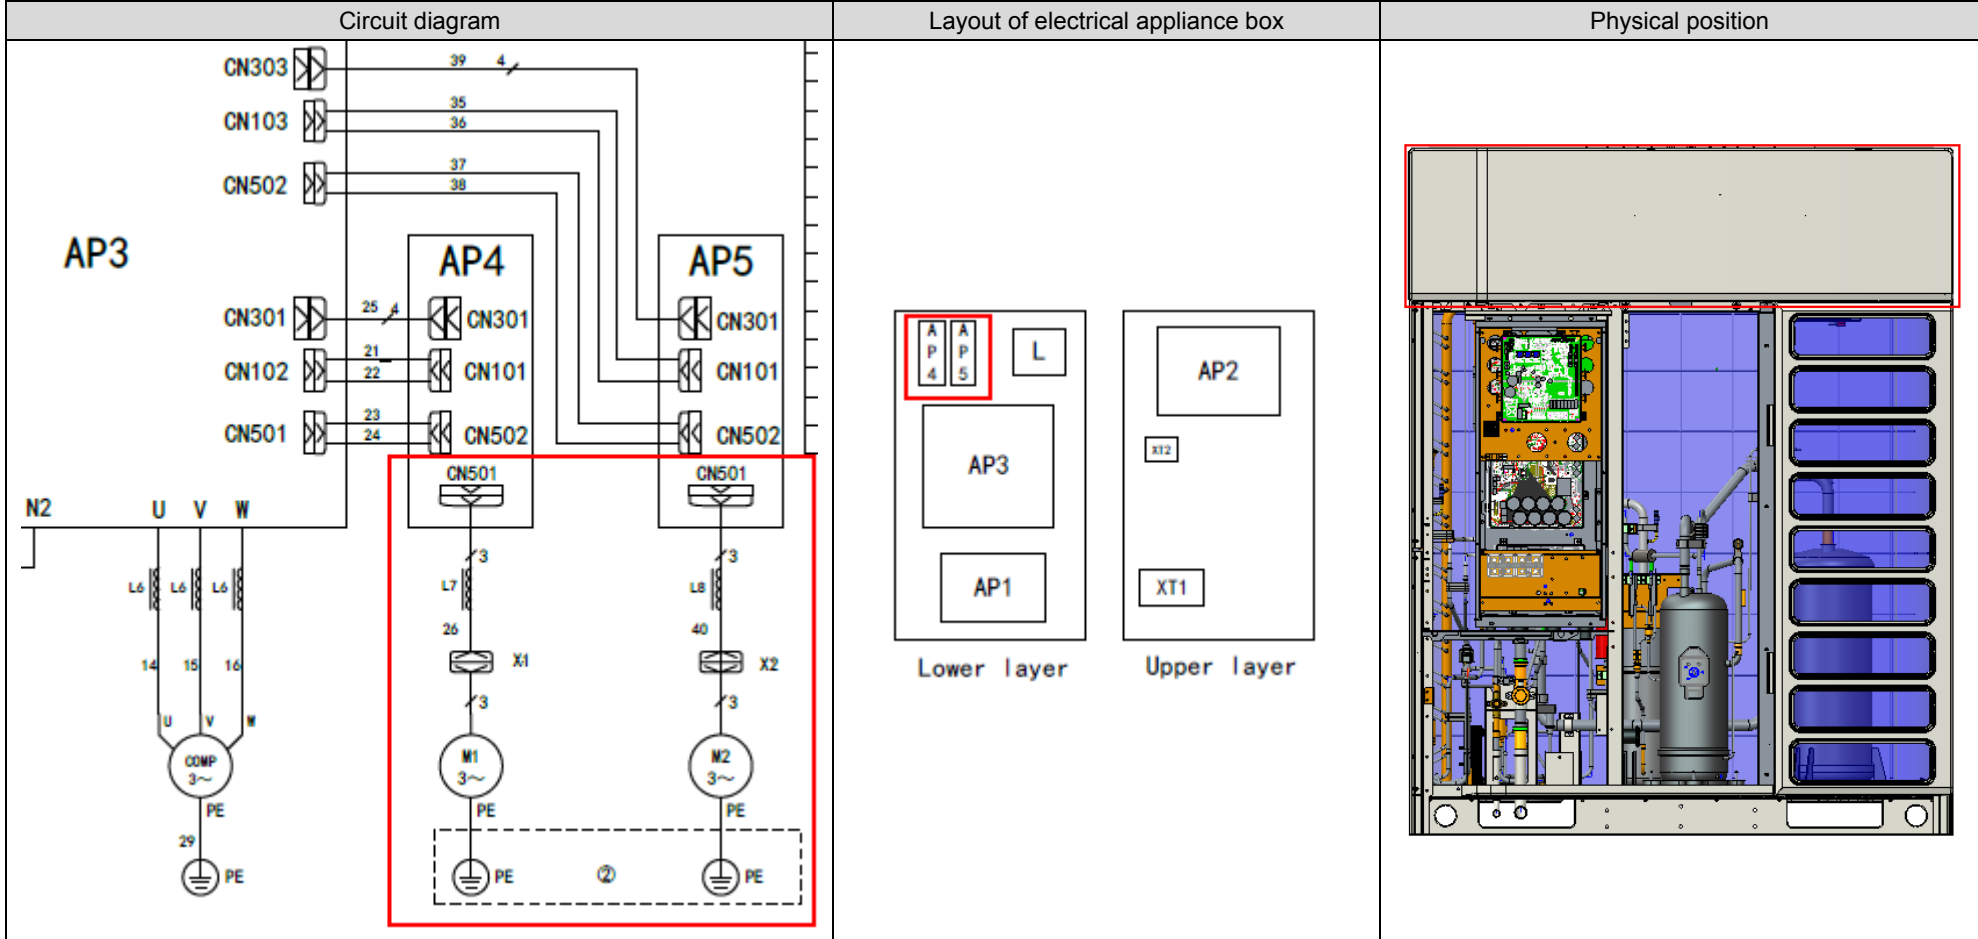 Circuit diagram
Layout of electrical appliance box
Physical position
CN303
39
4
CN103
35
36
CN502
37
38
AP3
AP4
AP5
CN301
25
4
CN301
CN301
CN102
21
22
CN101
CN101
CN501
23
24
CN502
CN502
CN501
CN501
N2
U
V
W
3
3
L6
L6
L6
L7
L8
26
40
14
15
16
X1
X2
3
3
U
V
W
COMP
3~
M1
3~
M2
3~
PE
PE
PE
29
PE
PE
②
PE
AP4
AP5
L
AP3
AP1
Lower layer
AP2
XT2
XT1
Upper layer